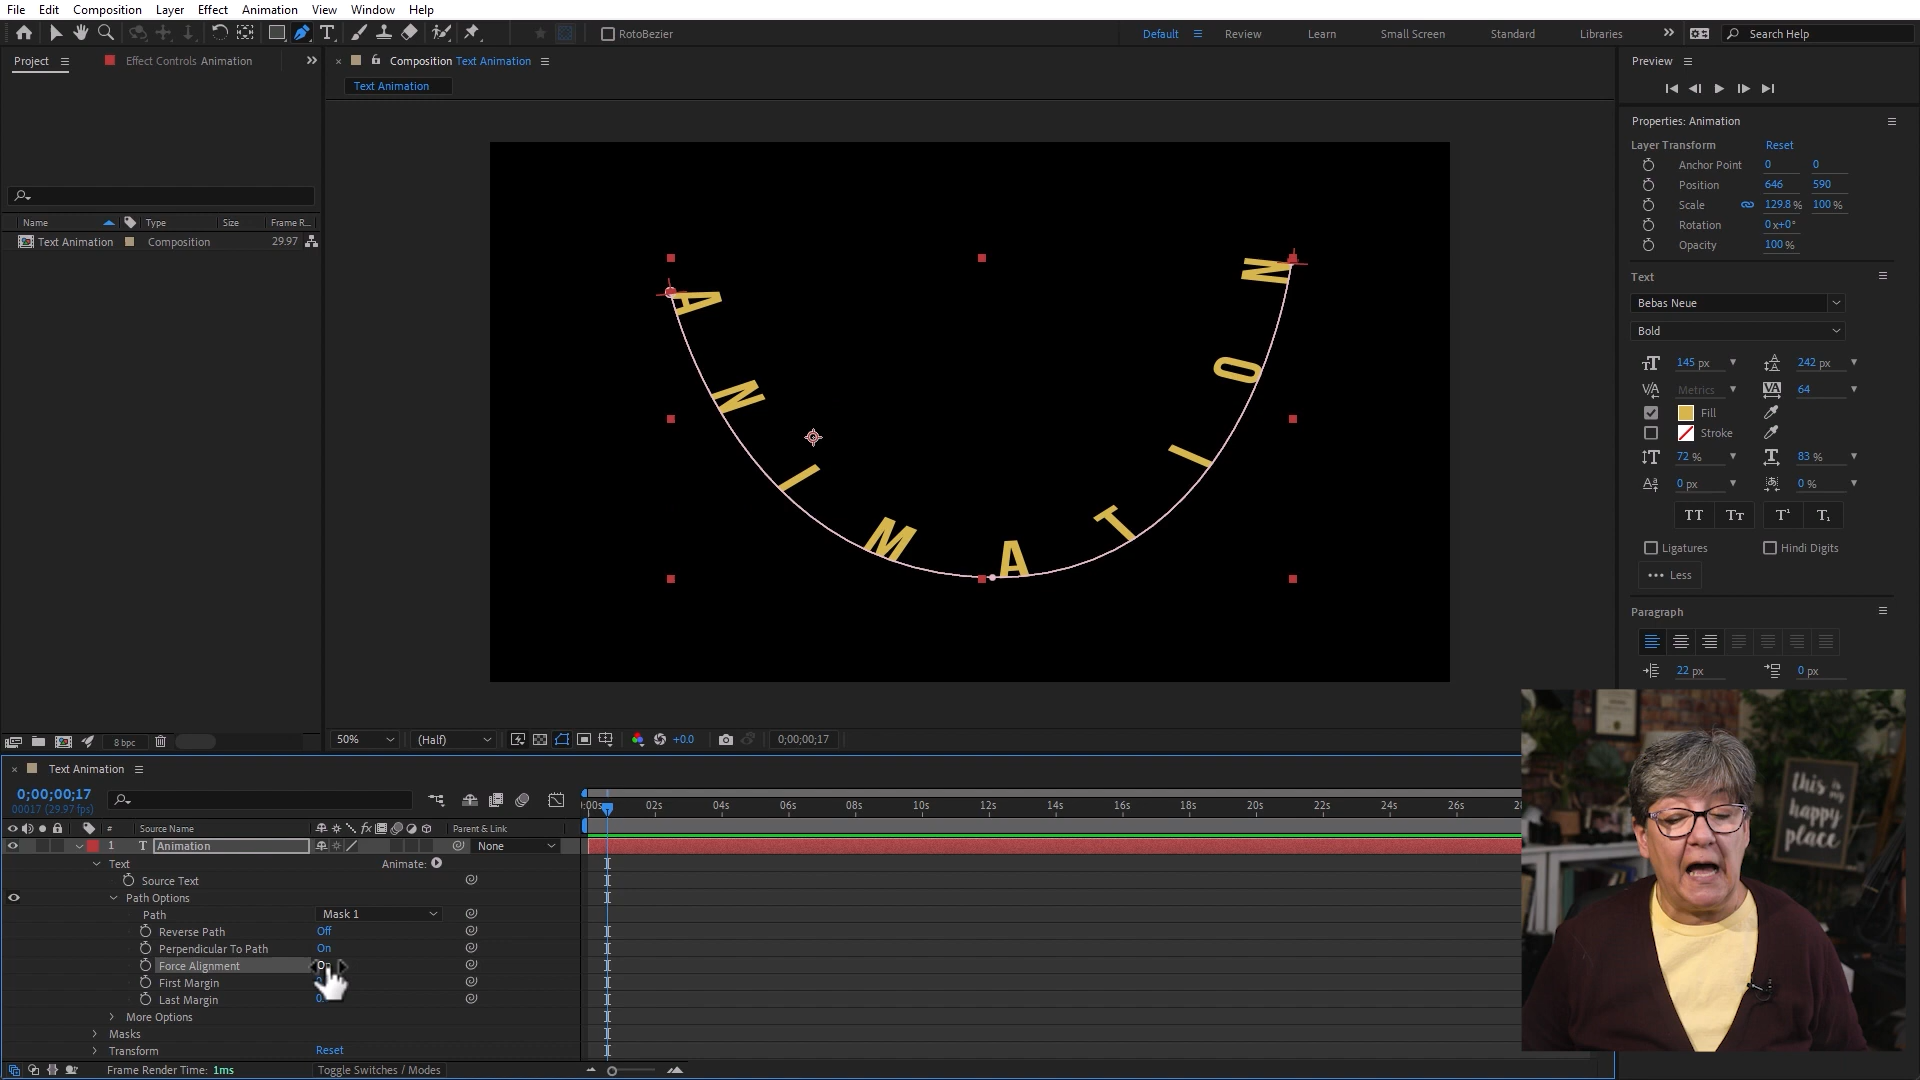 File Edit Composition Layer Effect Animation View Window Help
RotoBezier
Default Review Learn Small Screen Standard Libraries Search Help
Project Effect Controls Animation
Composition Text Animation
Text Animation
Preview
Properties: Animation
Layer Transform Reset
Anchor Point 0 0
Position 646 590
Scale 129.8 % 100 %
Rotation 0x+0°
Opacity 100 %
Name Type Size Frame R...
Text Animation Composition 29.97
ANIMATION
Text
Bebas Neue
Bold
145 px 242 px
Metrics 64
Fill
Stroke
72 % 83 %
0 px 0 %
TT Tт T¹ T₁
Ligatures Hindi Digits
Less
Paragraph
22 px 0 px
8 bpc
50% (Half) +0.0 0;00;00;17
Text Animation
0;00;00;17
00017 (29.97 fps)
:00s 02s 04s 06s 08s 10s 12s 14s 16s 18s 20s 22s 24s 26s
# Source Name fx Parent & Link
1 T Animation None
Text Animate:
Source Text
Path Options
Path Mask 1
Reverse Path Off
Perpendicular To Path On
Force Alignment
First Margin
Last Margin
More Options
Masks
Transform Reset
Frame Render Time: 1ms Toggle Switches / Modes
this is my
happy
place